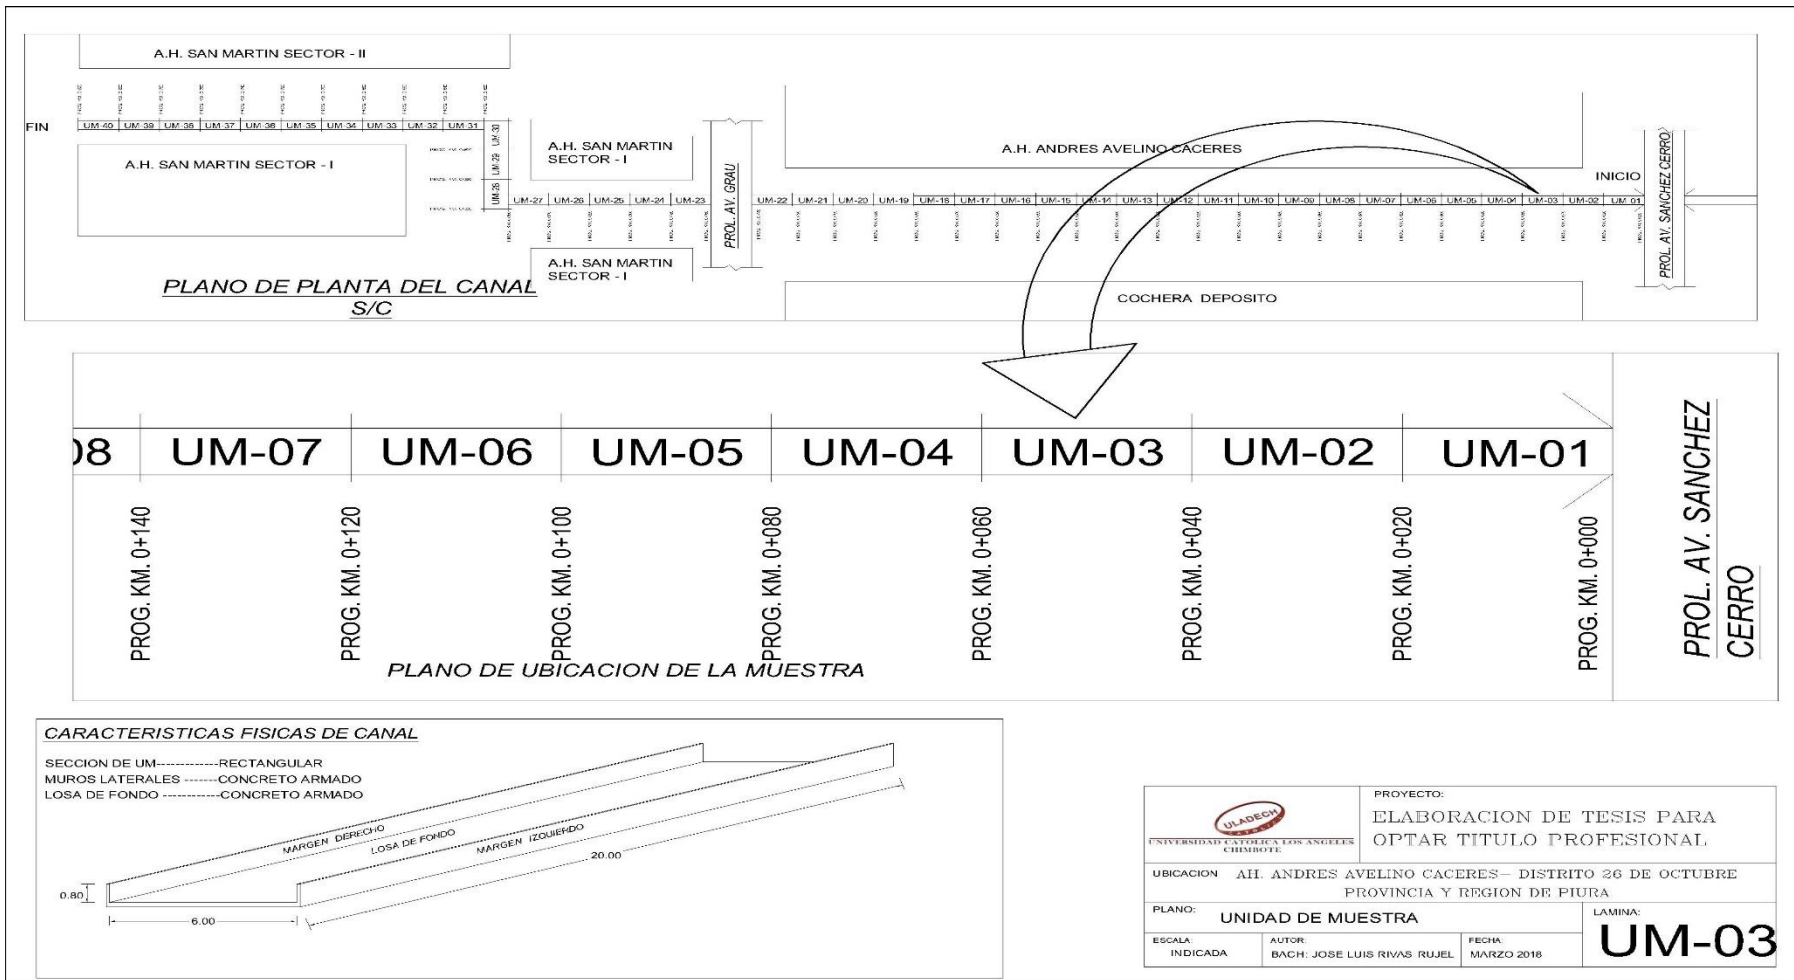 A.H. SAN MARTIN SECTOR - II
FIN
UM-40 UM-39 UM-38 UM-37 UM-36 UM-35 UM-34 UM-33 UM-32 UM-31
UM-30
UM-29
UM-28
A.H. SAN MARTIN SECTOR - I
A.H. SAN MARTIN
SECTOR - I
UM-27 UM-26 UM-25 UM-24 UM-23
A.H. SAN MARTIN
SECTOR - I
PROL. AV. GRAU
A.H. ANDRES AVELINO CACERES
INICIO
UM-22 UM-21 UM-20 UM-19 UM-18 UM-17 UM-16 UM-15 UM-14 UM-13 UM-12 UM-11 UM-10 UM-09 UM-08 UM-07 UM-06 UM-05 UM-04 UM-03 UM-02 UM-01
PROL. AV. SANCHEZ CERRO
COCHERA DEPOSITO
PLANO DE PLANTA DEL CANAL
S/C
08 UM-07 UM-06 UM-05 UM-04 UM-03 UM-02 UM-01
PROG. KM. 0+140
PROG. KM. 0+120
PROG. KM. 0+100
PROG. KM. 0+080
PROG. KM. 0+060
PROG. KM. 0+040
PROG. KM. 0+020
PROG. KM. 0+000
PROL. AV. SANCHEZ
CERRO
PLANO DE UBICACION DE LA MUESTRA
CARACTERISTICAS FISICAS DE CANAL
SECCION DE UM------------RECTANGULAR
MUROS LATERALES ------CONCRETO ARMADO
LOSA DE FONDO -----------CONCRETO ARMADO
MARGEN DERECHO
LOSA DE FONDO
MARGEN IZQUIERDO
20.00
0.80
6.00
ULADECH
CATOLICA
UNIVERSIDAD CATOLICA LOS ANGELES
CHIMBOTE
PROYECTO:
ELABORACION DE TESIS PARA
OPTAR TITULO PROFESIONAL
UBICACION AH. ANDRES AVELINO CACERES- DISTRITO 26 DE OCTUBRE
PROVINCIA Y REGION DE PIURA
PLANO:
UNIDAD DE MUESTRA
LAMINA:
UM-03
ESCALA:
INDICADA
AUTOR:
BACH: JOSE LUIS RIVAS RUJEL
FECHA:
MARZO 2018